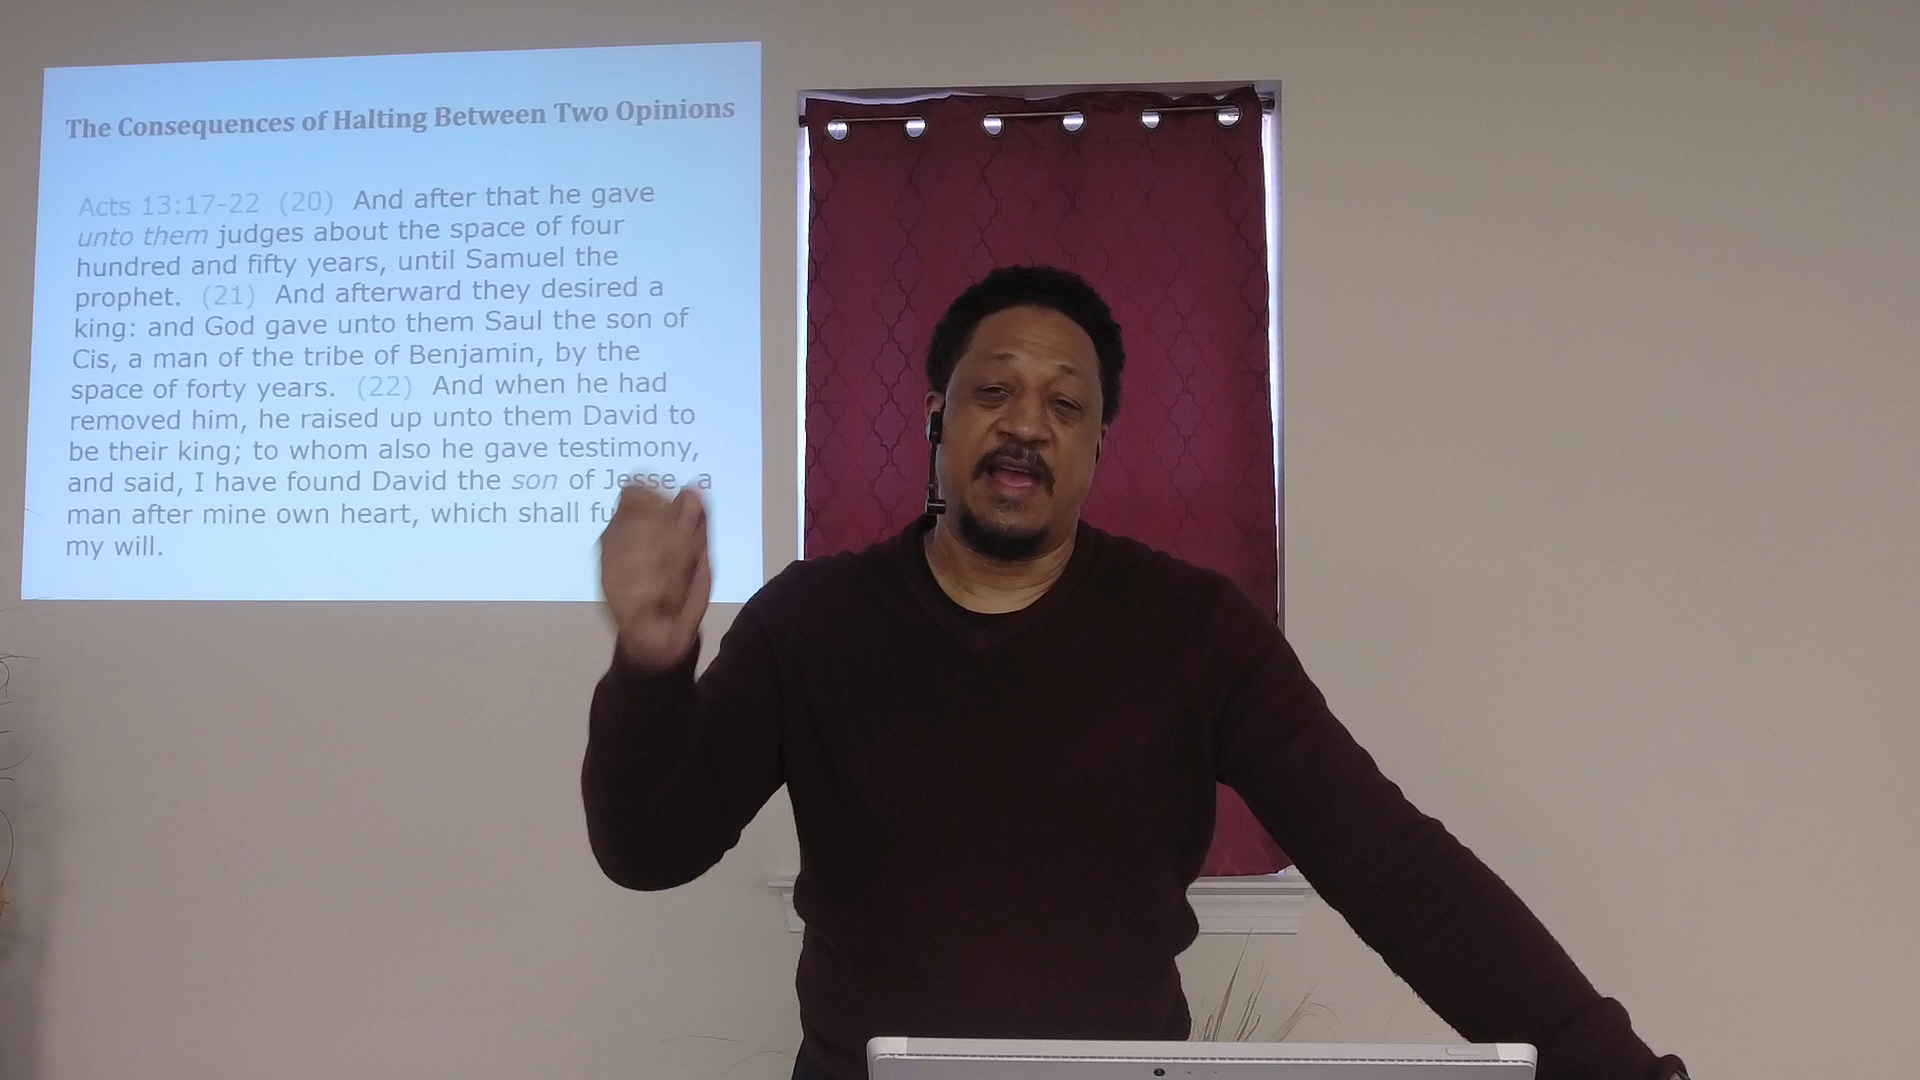 The Consequences of Halting Between Two Opinions
Acts 13:17-22 (20) And after that he gave
unto them judges about the space of four
hundred and fifty years, until Samuel the
prophet. (21) And afterward they desired a
king: and God gave unto them Saul the son of
Cis, a man of the tribe of Benjamin, by the
space of forty years. (22) And when he had
removed him, he raised up unto them David to
be their king; to whom also he gave testimony,
and said, I have found David the son of Jesse, a
man after mine own heart, which shall
my will.